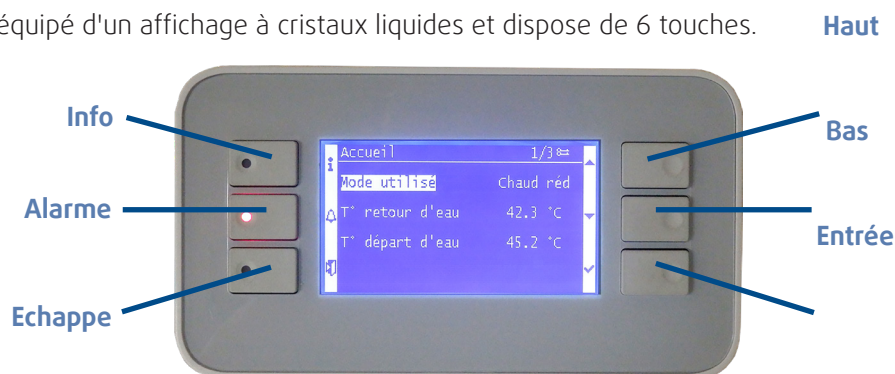 équipé d'un affichage à cristaux liquides et dispose de 6 touches.
Haut
Info
Bas
Alarme
Entrée
Echappe
Accueil 1/3
Mode utilisé Chaud réd
T° retour d'eau 42.3 °C
T° départ d'eau 45.2 °C